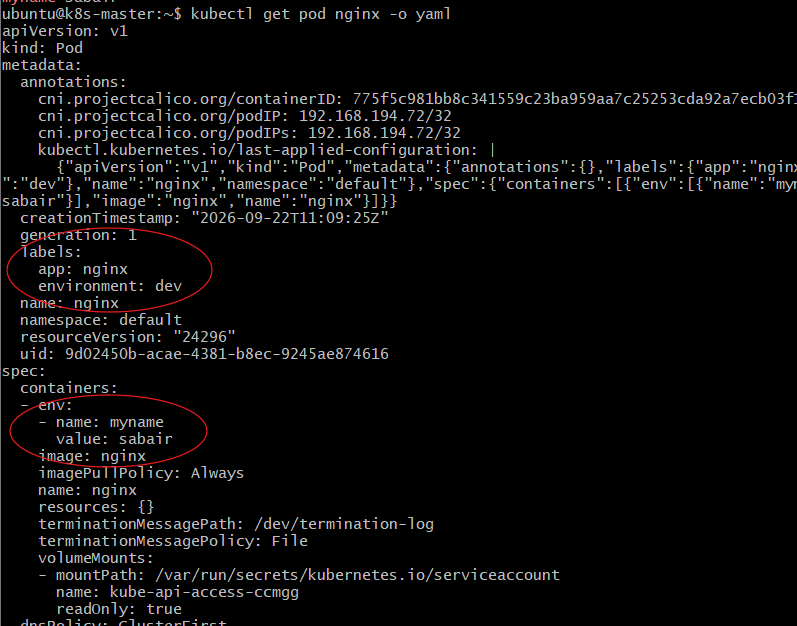 ubuntu@k8s-master:~$ kubectl get pod nginx -o yaml
apiVersion: v1
kind: Pod
metadata:
  annotations:
    cni.projectcalico.org/containerID: 775f5c981bb8c341559c23ba959aa7c25253cda92a7ecb03f1
    cni.projectcalico.org/podIP: 192.168.194.72/32
    cni.projectcalico.org/podIPs: 192.168.194.72/32
    kubectl.kubernetes.io/last-applied-configuration: |
      {"apiVersion":"v1","kind":"Pod","metadata":{"annotations":{},"labels":{"app":"nginx
":"dev"},"name":"nginx","namespace":"default"},"spec":{"containers":[{"env":[{"name":"myn
sabair"}],"image":"nginx","name":"nginx"}]}}
  creationTimestamp: "2026-09-22T11:09:25Z"
  generation: 1
  labels:
    app: nginx
    environment: dev
  name: nginx
  namespace: default
  resourceVersion: "24296"
  uid: 9d02450b-acae-4381-b8ec-9245ae874616
spec:
  containers:
  - env:
    - name: myname
      value: sabair
    image: nginx
    imagePullPolicy: Always
    name: nginx
    resources: {}
    terminationMessagePath: /dev/termination-log
    terminationMessagePolicy: File
    volumeMounts:
    - mountPath: /var/run/secrets/kubernetes.io/serviceaccount
      name: kube-api-access-ccmgg
      readOnly: true
  dnsPolicy: ClusterFirst